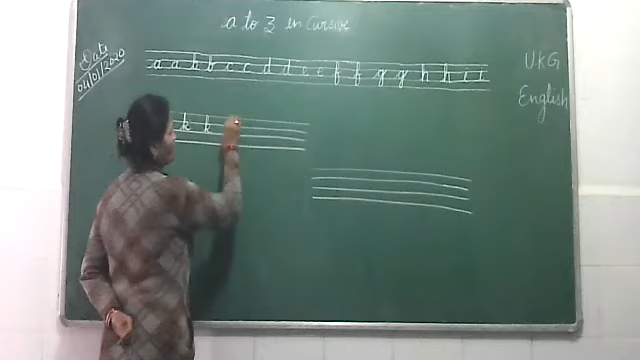 a to z in cursive
Date
04/01/2020
a a b b c c d d e e f f g g h h i i
UKG
English
k k